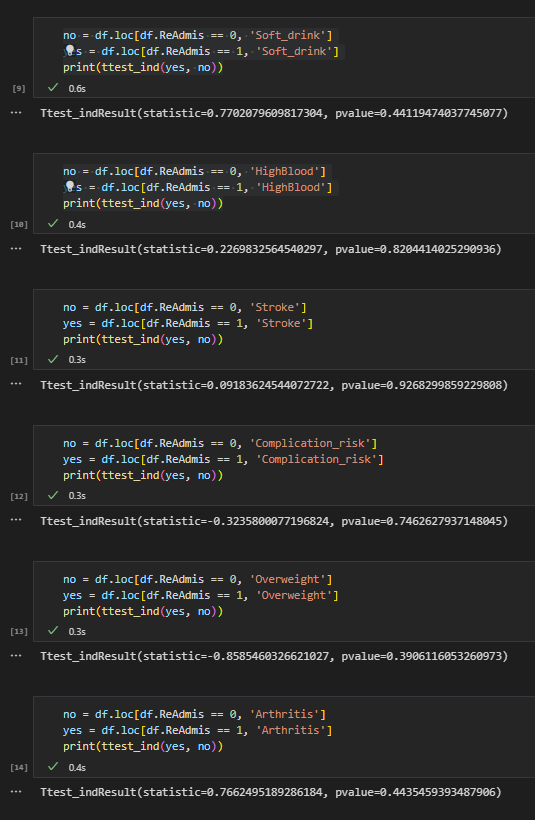 no = df.loc[df.ReAdmis == 0, 'Soft_drink']
yes = df.loc[df.ReAdmis == 1, 'Soft_drink']
print(ttest_ind(yes, no))
[9] 0.6s
... Ttest_indResult(statistic=0.7702079609817304, pvalue=0.44119474037745077)
no = df.loc[df.ReAdmis == 0, 'HighBlood']
yes = df.loc[df.ReAdmis == 1, 'HighBlood']
print(ttest_ind(yes, no))
[10] 0.4s
... Ttest_indResult(statistic=0.2269832564540297, pvalue=0.8204414025290936)
no = df.loc[df.ReAdmis == 0, 'Stroke']
yes = df.loc[df.ReAdmis == 1, 'Stroke']
print(ttest_ind(yes, no))
[11] 0.3s
... Ttest_indResult(statistic=0.09183624544072722, pvalue=0.9268299859229808)
no = df.loc[df.ReAdmis == 0, 'Complication_risk']
yes = df.loc[df.ReAdmis == 1, 'Complication_risk']
print(ttest_ind(yes, no))
[12] 0.3s
... Ttest_indResult(statistic=-0.3235800077196824, pvalue=0.7462627937148045)
no = df.loc[df.ReAdmis == 0, 'Overweight']
yes = df.loc[df.ReAdmis == 1, 'Overweight']
print(ttest_ind(yes, no))
[13] 0.3s
... Ttest_indResult(statistic=-0.8585460326621027, pvalue=0.3906116053260973)
no = df.loc[df.ReAdmis == 0, 'Arthritis']
yes = df.loc[df.ReAdmis == 1, 'Arthritis']
print(ttest_ind(yes, no))
[14] 0.4s
... Ttest_indResult(statistic=0.7662495189286184, pvalue=0.4435459393487906)